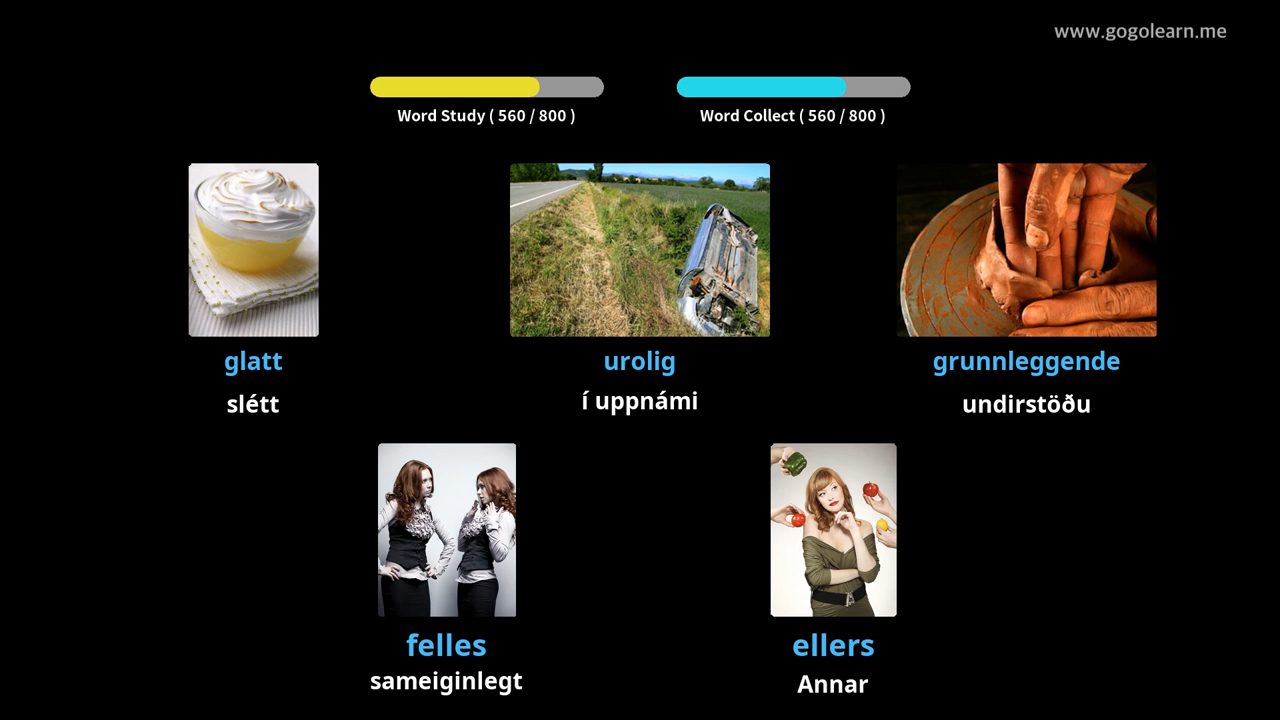 www.gogolearn.me
Word Study ( 560 / 800 )
Word Collect ( 560 / 800 )
glatt
slétt
urolig
í uppnámi
grunnleggende
undirstöðu
felles
sameiginlegt
ellers
Annar